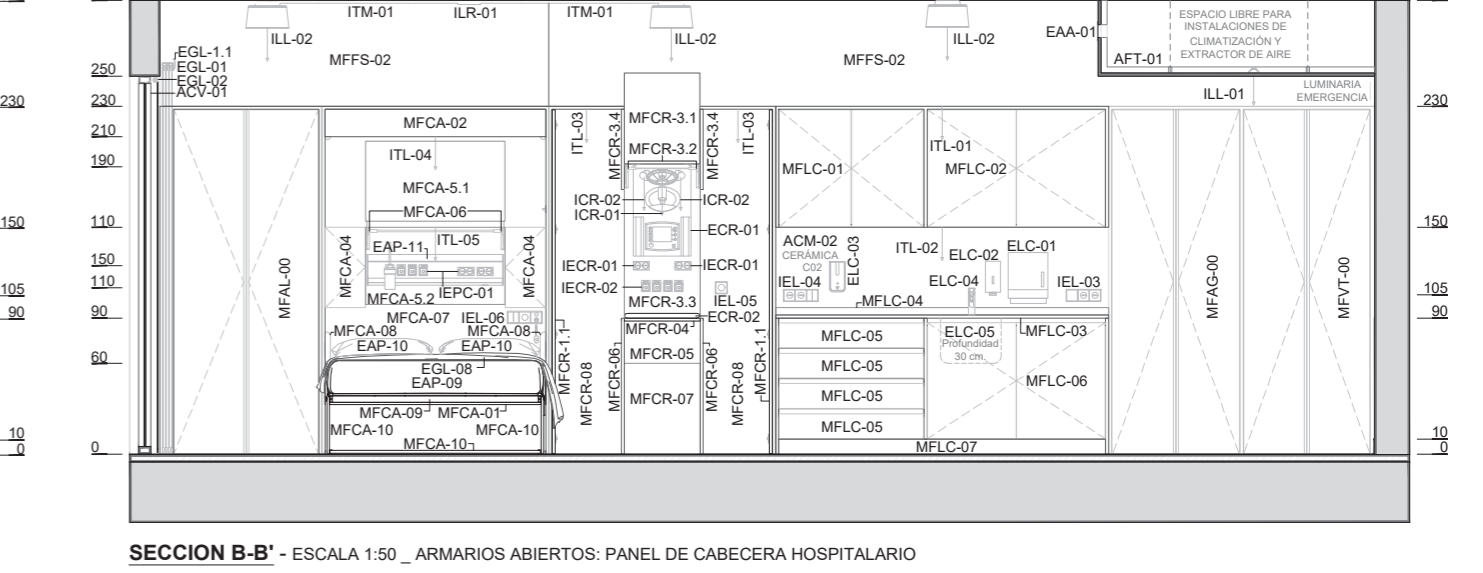 ITM-01
ILR-01
ITM-01
ILL-02
ILL-02
ILL-02
EAA-01
ESPACIO LIBRE PARA
INSTALACIONES DE
CLIMATIZACIÓN Y
EXTRACTOR DE AIRE
AFT-01
EGL-1.1
EGL-01
EGL-02
ACV-01
MFFS-02
MFFS-02
ILL-01
LUMINARIA
EMERGENCIA
230
150
105
90
10
0
250
230
210
190
110
150
110
90
60
10
0
MFAL-00
MFCA-02
ITL-04
MFCA-5.1
MFCA-06
MFCA-04
EAP-11
ITL-05
MFCA-04
IEPC-01
MFCA-5.2
MFCA-07
IEL-06
MFCA-08
MFCA-08
EAP-10
EAP-10
EGL-08
EAP-09
MFCA-09
MFCA-01
MFCA-10
MFCA-10
MFCA-10
ITL-03
MFCR-3.4
MFCR-3.1
MFCR-3.2
MFCR-3.4
ITL-03
ICR-02
ICR-02
ICR-01
ECR-01
IECR-01
IECR-01
IECR-02
IEL-05
MFCR-3.3
ECR-02
MFCR-04
MFCR-05
MFCR-07
MFCR-1.1
MFCR-08
MFCR-06
MFCR-06
MFCR-08
MFCR-1.1
MFLC-01
ITL-01
MFLC-02
ACM-02
CERÁMICA
C02
ELC-03
ITL-02
ELC-02
ELC-01
IEL-04
ELC-04
IEL-03
MFLC-04
MFLC-05
MFLC-05
MFLC-05
MFLC-05
ELC-05
Profundidad
30 cm.
MFLC-03
MFLC-06
MFLC-07
MFAG-00
MFVT-00
230
150
105
90
10
0
SECCION B-B' - ESCALA 1:50 _ ARMARIOS ABIERTOS: PANEL DE CABECERA HOSPITALARIO